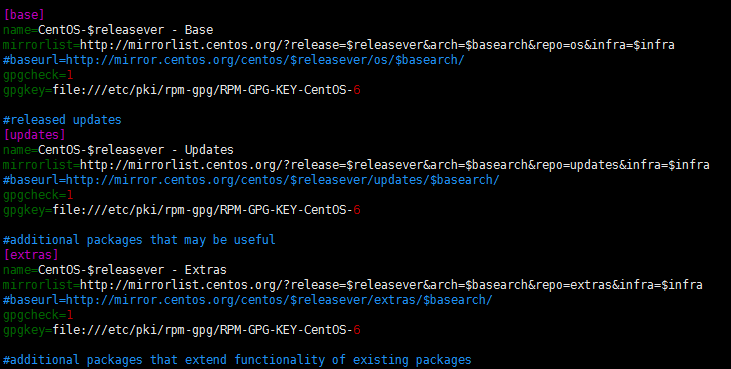 [base]
name=CentOS-$releasever - Base
mirrorlist=http://mirrorlist.centos.org/?release=$releasever&arch=$basearch&repo=os&infra=$infra
#baseurl=http://mirror.centos.org/centos/$releasever/os/$basearch/
gpgcheck=1
gpgkey=file:///etc/pki/rpm-gpg/RPM-GPG-KEY-CentOS-6

#released updates
[updates]
name=CentOS-$releasever - Updates
mirrorlist=http://mirrorlist.centos.org/?release=$releasever&arch=$basearch&repo=updates&infra=$infra
#baseurl=http://mirror.centos.org/centos/$releasever/updates/$basearch/
gpgcheck=1
gpgkey=file:///etc/pki/rpm-gpg/RPM-GPG-KEY-CentOS-6

#additional packages that may be useful
[extras]
name=CentOS-$releasever - Extras
mirrorlist=http://mirrorlist.centos.org/?release=$releasever&arch=$basearch&repo=extras&infra=$infra
#baseurl=http://mirror.centos.org/centos/$releasever/extras/$basearch/
gpgcheck=1
gpgkey=file:///etc/pki/rpm-gpg/RPM-GPG-KEY-CentOS-6

#additional packages that extend functionality of existing packages